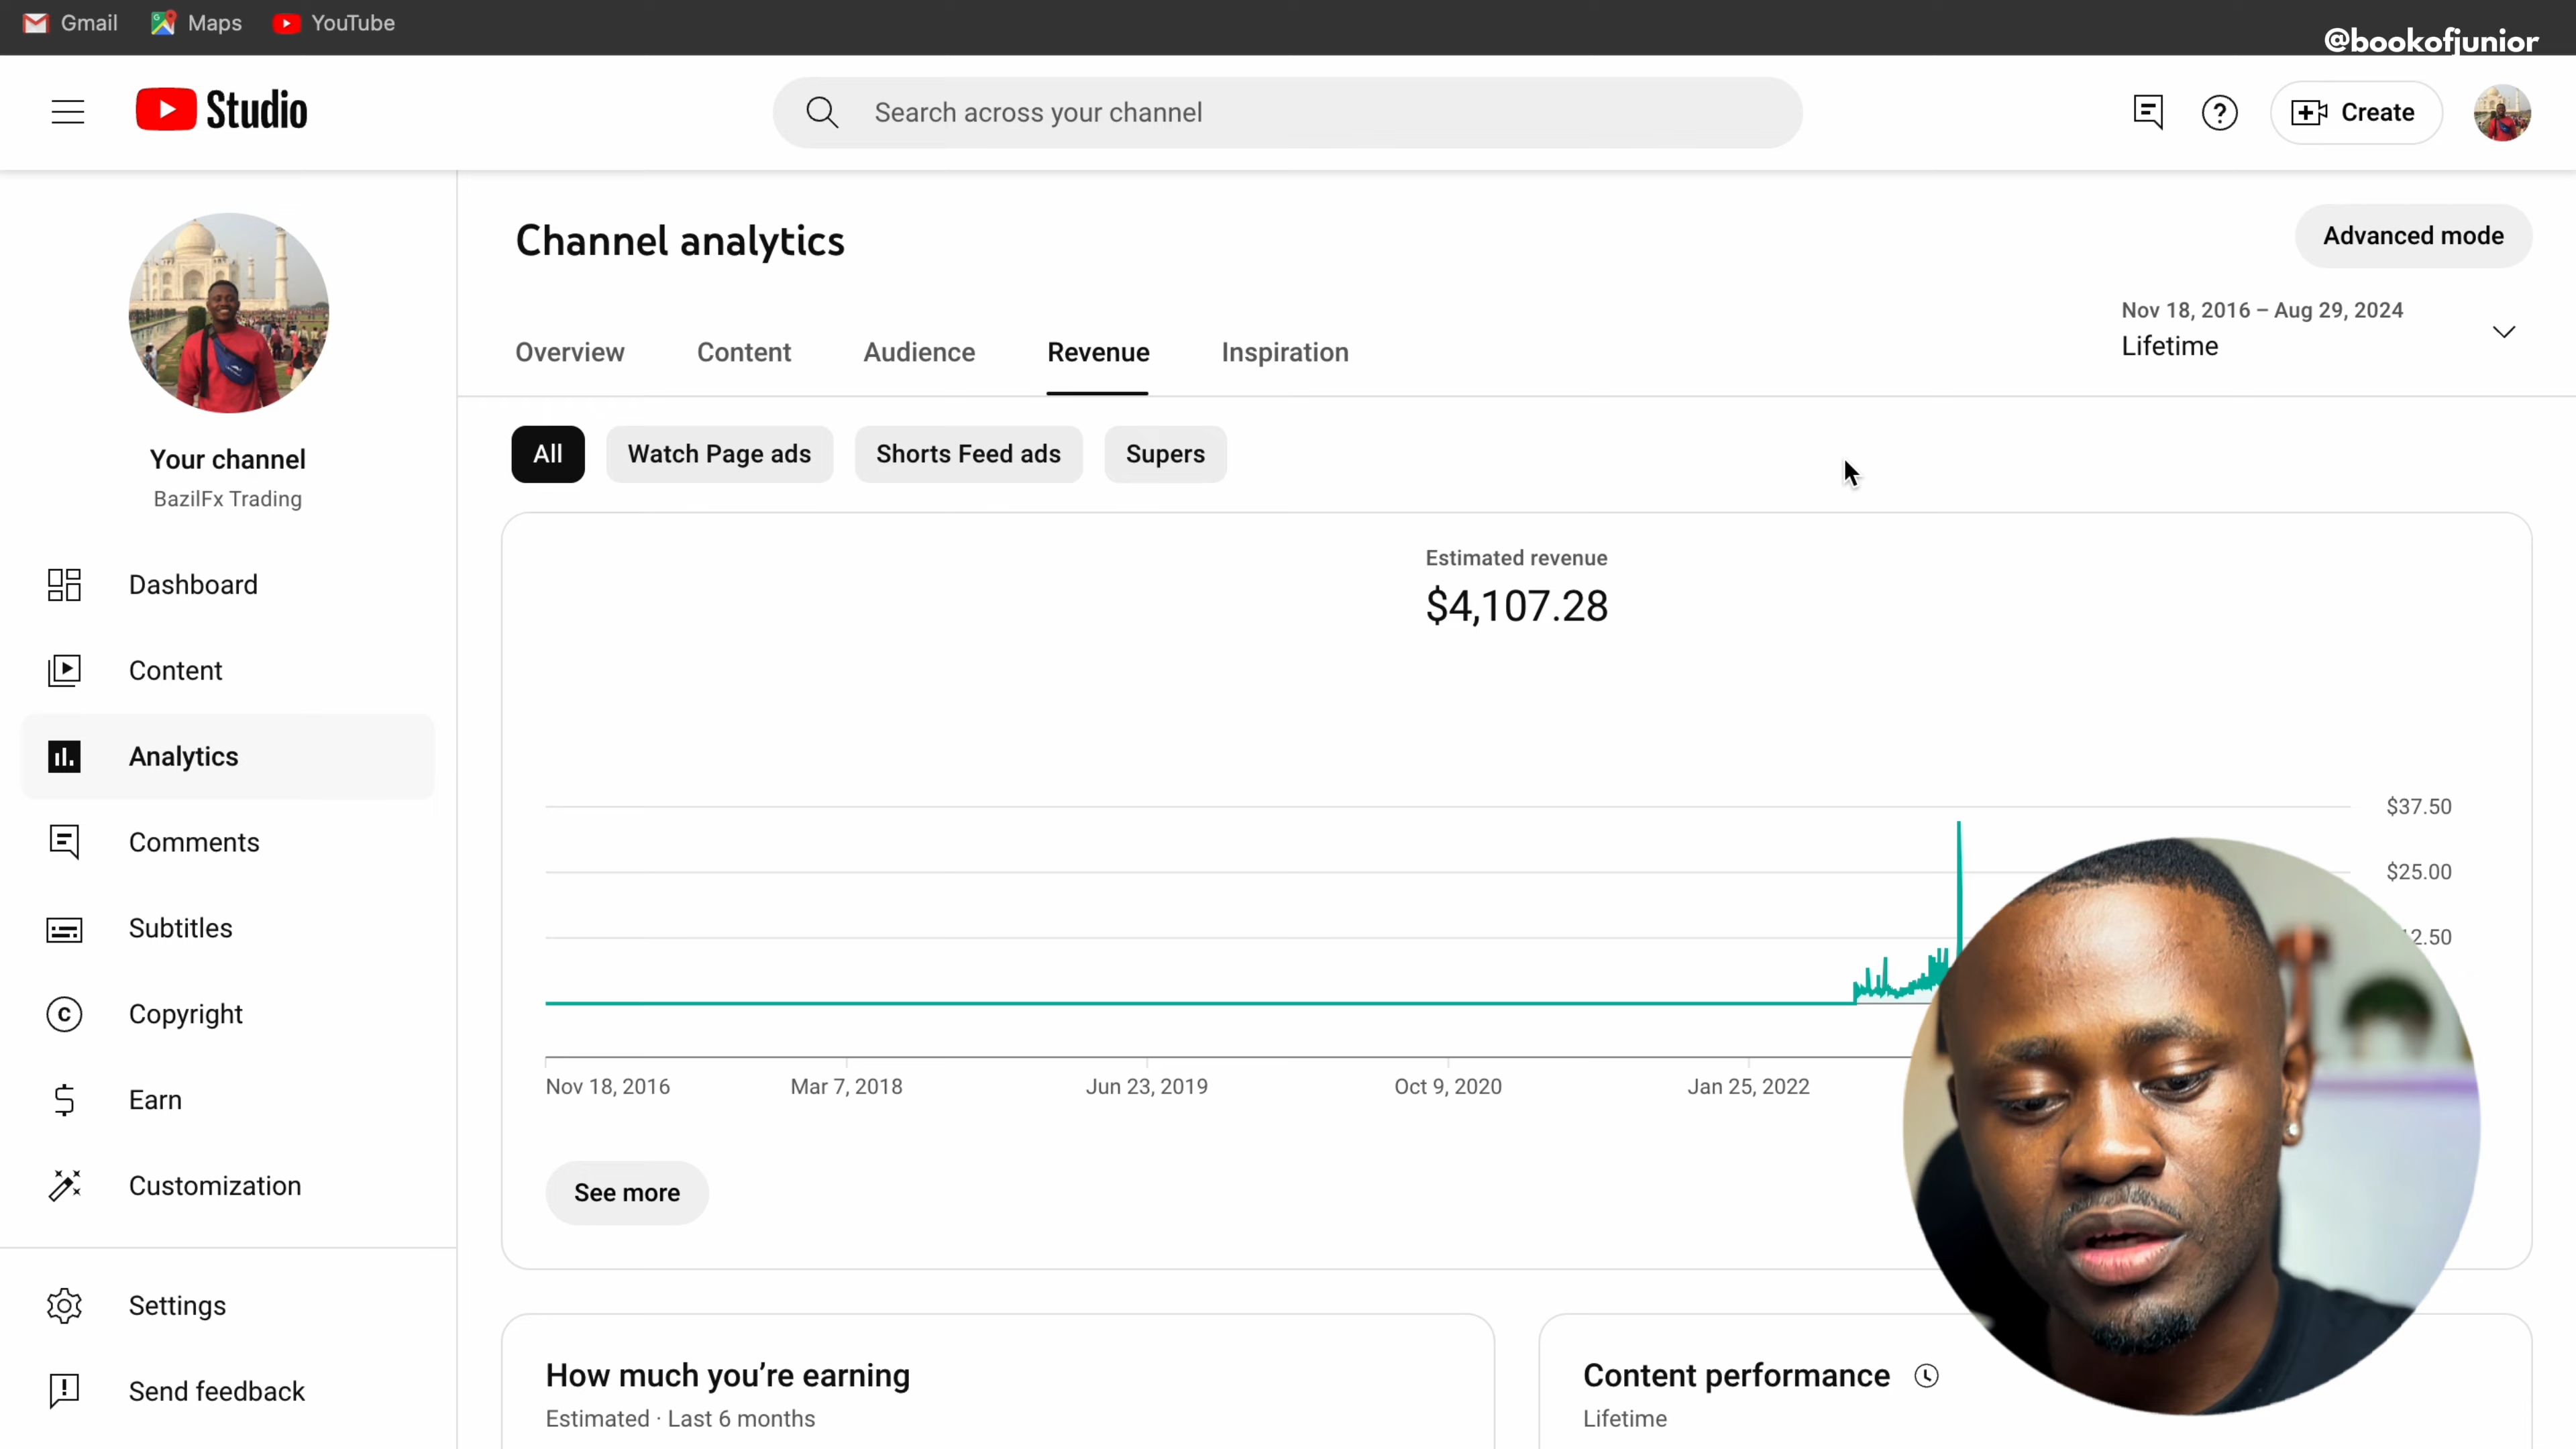 Gmail
Maps
YouTube
@bookofjunior
Studio
Search across your channel
Create
Your channel
BazilFx Trading
Dashboard
Content
Analytics
Comments
Subtitles
Copyright
Earn
Customization
Settings
Send feedback
Channel analytics
Advanced mode
Nov 18, 2016 – Aug 29, 2024
Lifetime
Overview
Content
Audience
Revenue
Inspiration
All
Watch Page ads
Shorts Feed ads
Supers
Estimated revenue
$4,107.28
$37.50
$25.00
2.50
Nov 18, 2016
Mar 7, 2018
Jun 23, 2019
Oct 9, 2020
Jan 25, 2022
See more
How much you’re earning
Estimated · Last 6 months
Content performance
Lifetime